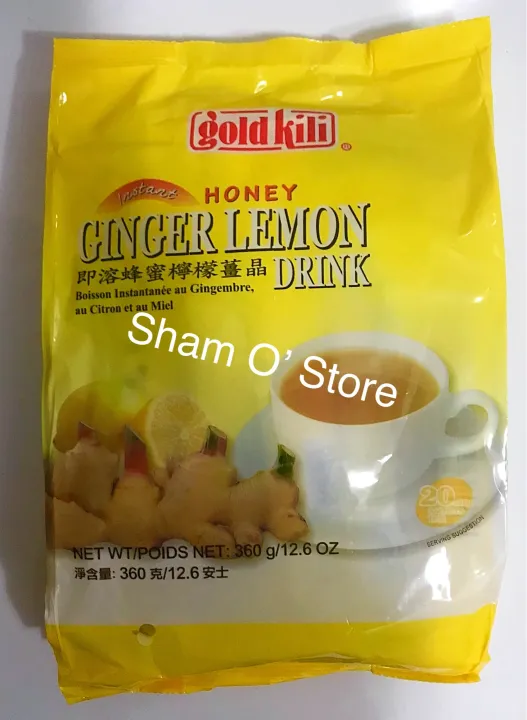 gold kili
®
Instant HONEY
GINGER LEMON
即溶蜂蜜檸檬薑晶 DRINK
Boisson Instantanée au Gingembre,
au Citron et au Miel
Sham O' Store
20
SERVING SUGGESTION
NET WT/POIDS NET: 360 g/12.6 OZ
淨含量: 360 克/12.6 安士